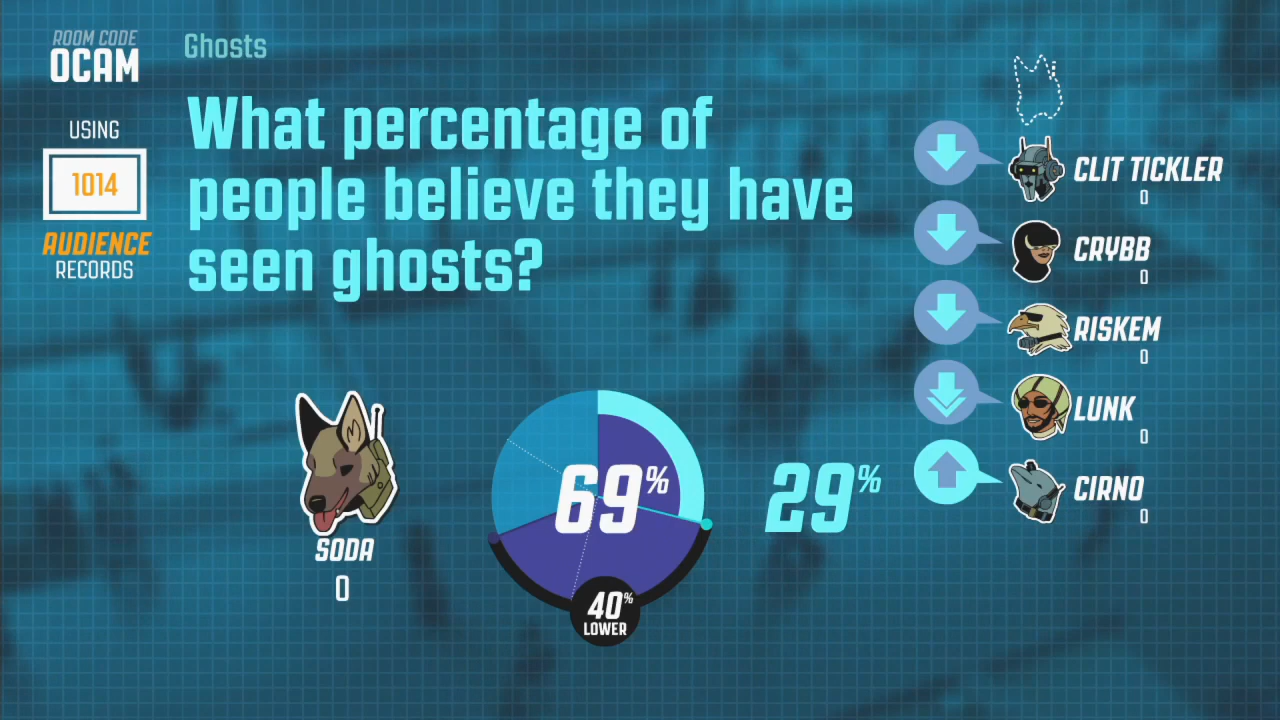 ROOM CODE
OCAM
Ghosts
USING
1014
AUDIENCE
RECORDS
What percentage of
people believe they have
seen ghosts?
SODA
0
69%
40%
LOWER
29%
CLIT TICKLER
0
CRYBB
0
RISKEM
0
LUNK
0
CIRNO
0